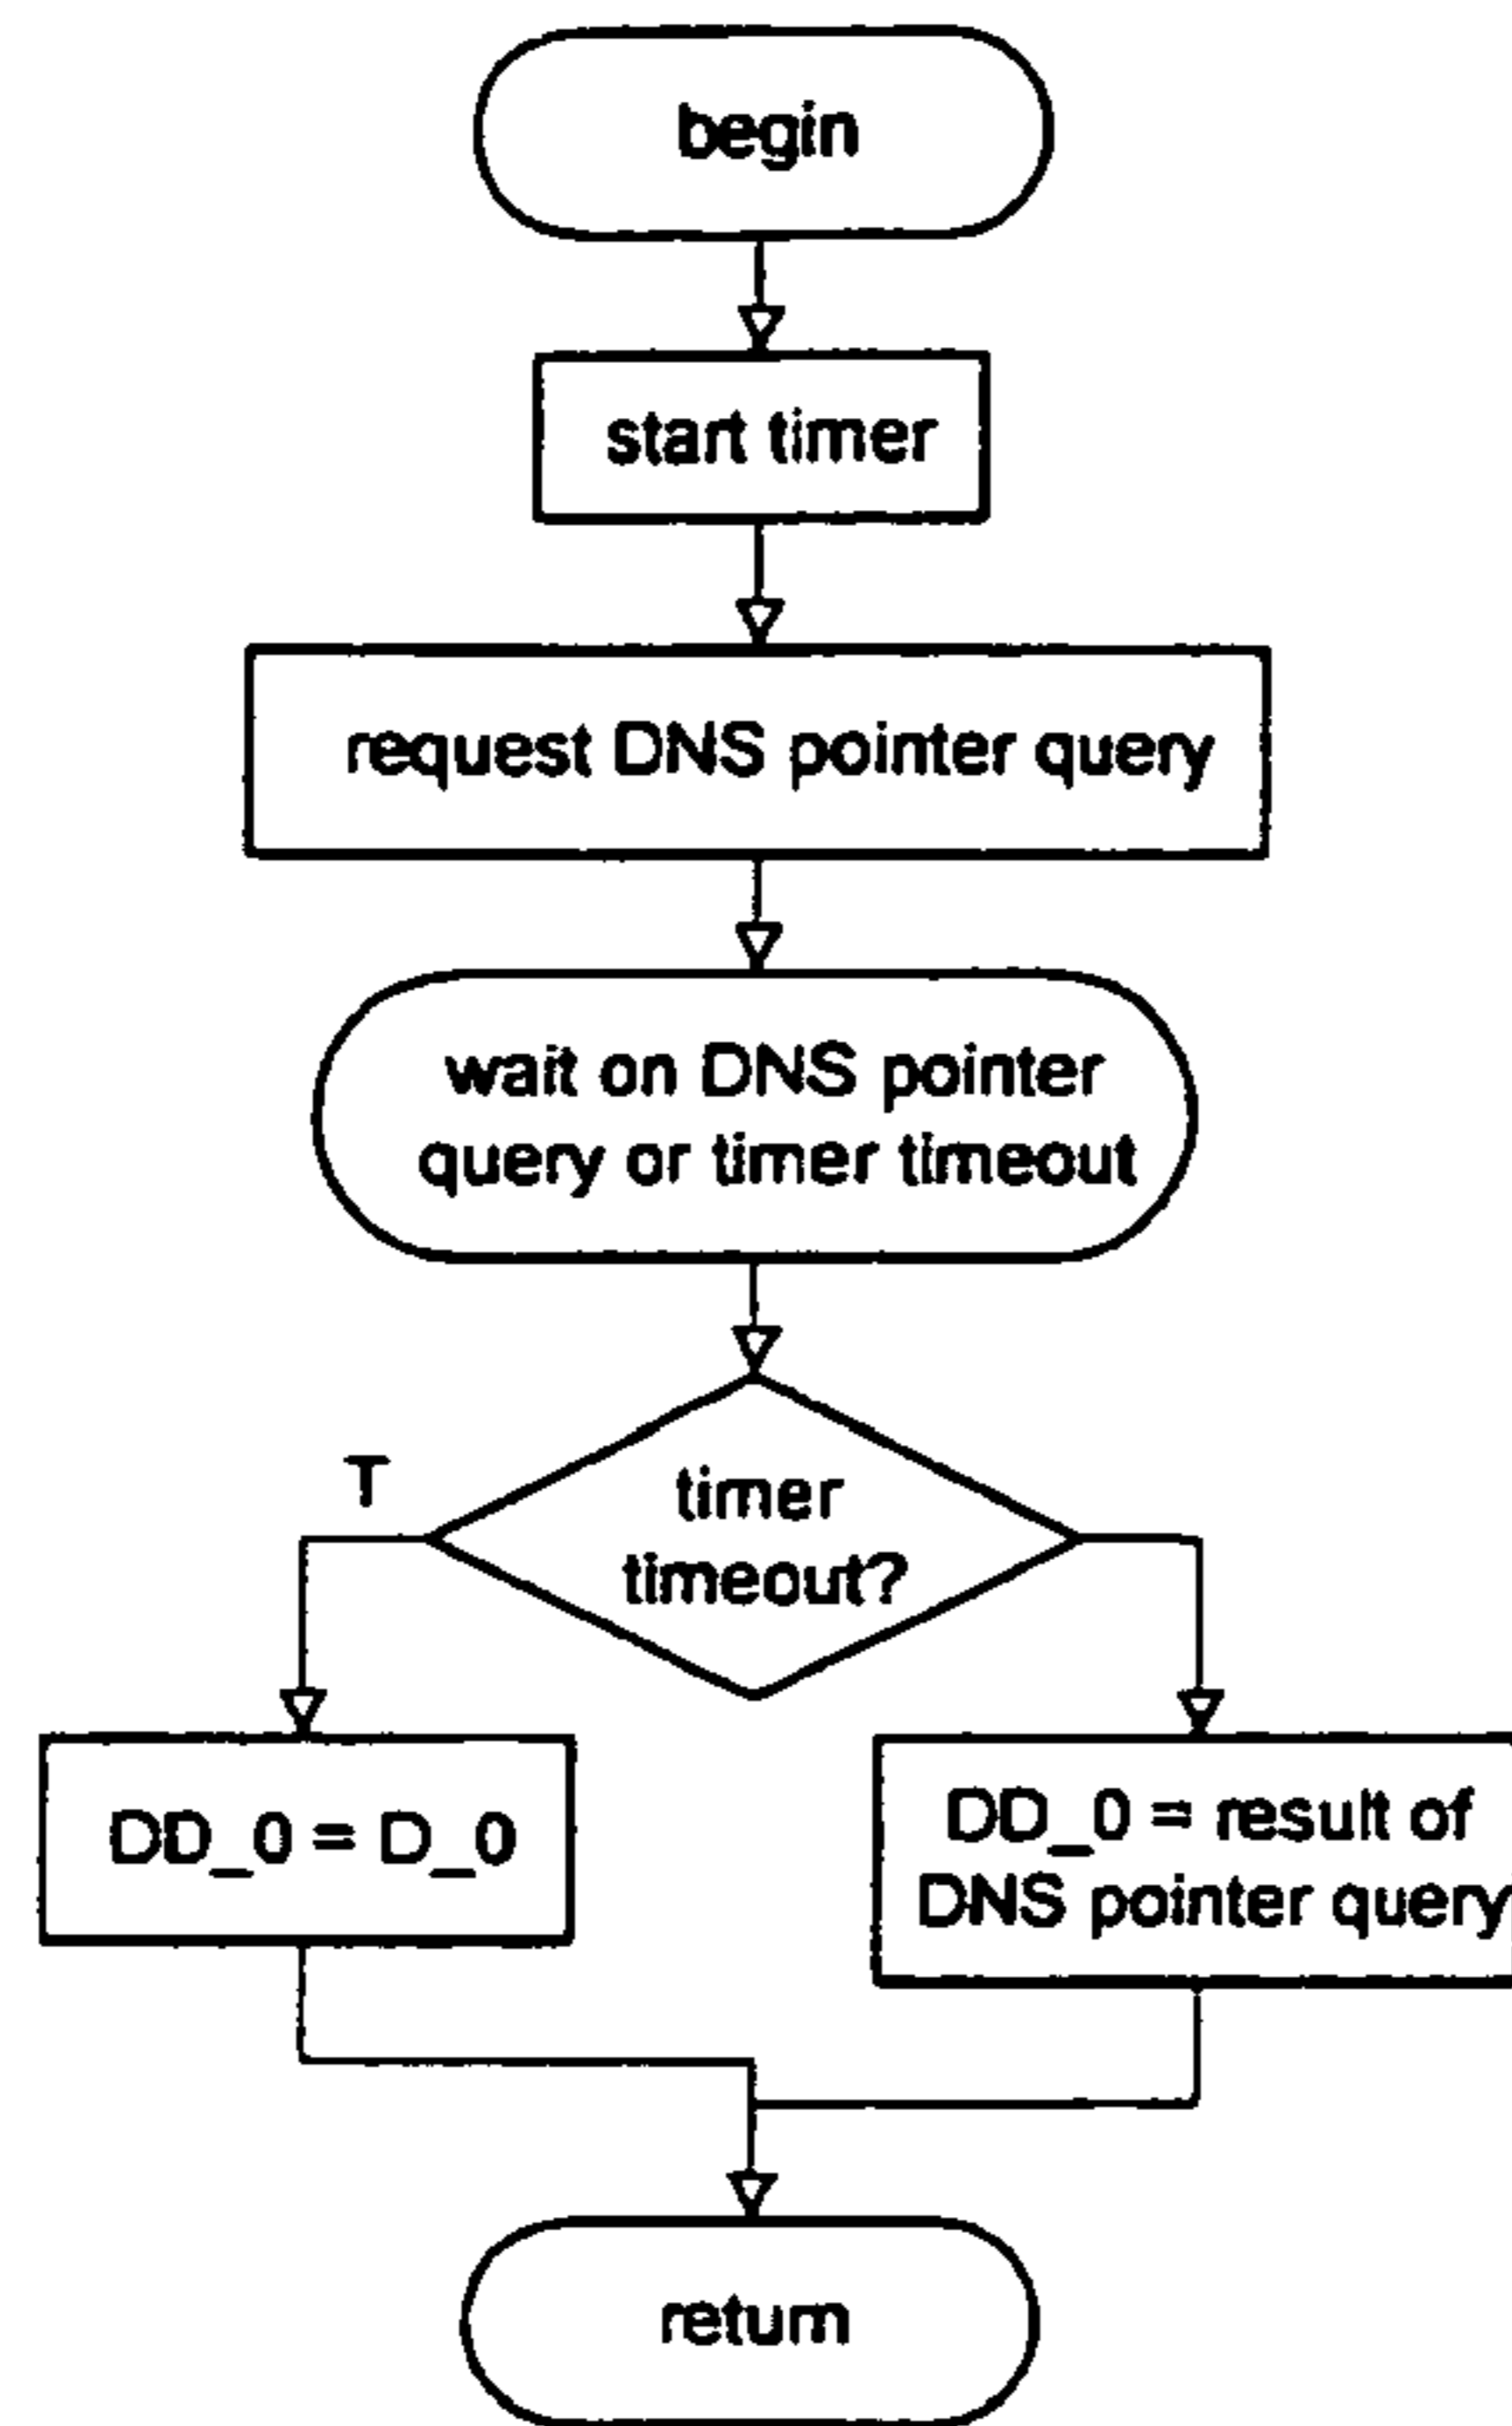 begin
start timer
request DNS pointer query
wait on DNS pointer
query or timer timeout
T
timer
timeout?
DD_0 = D_0
DD_0 = result of
DNS pointer query
return